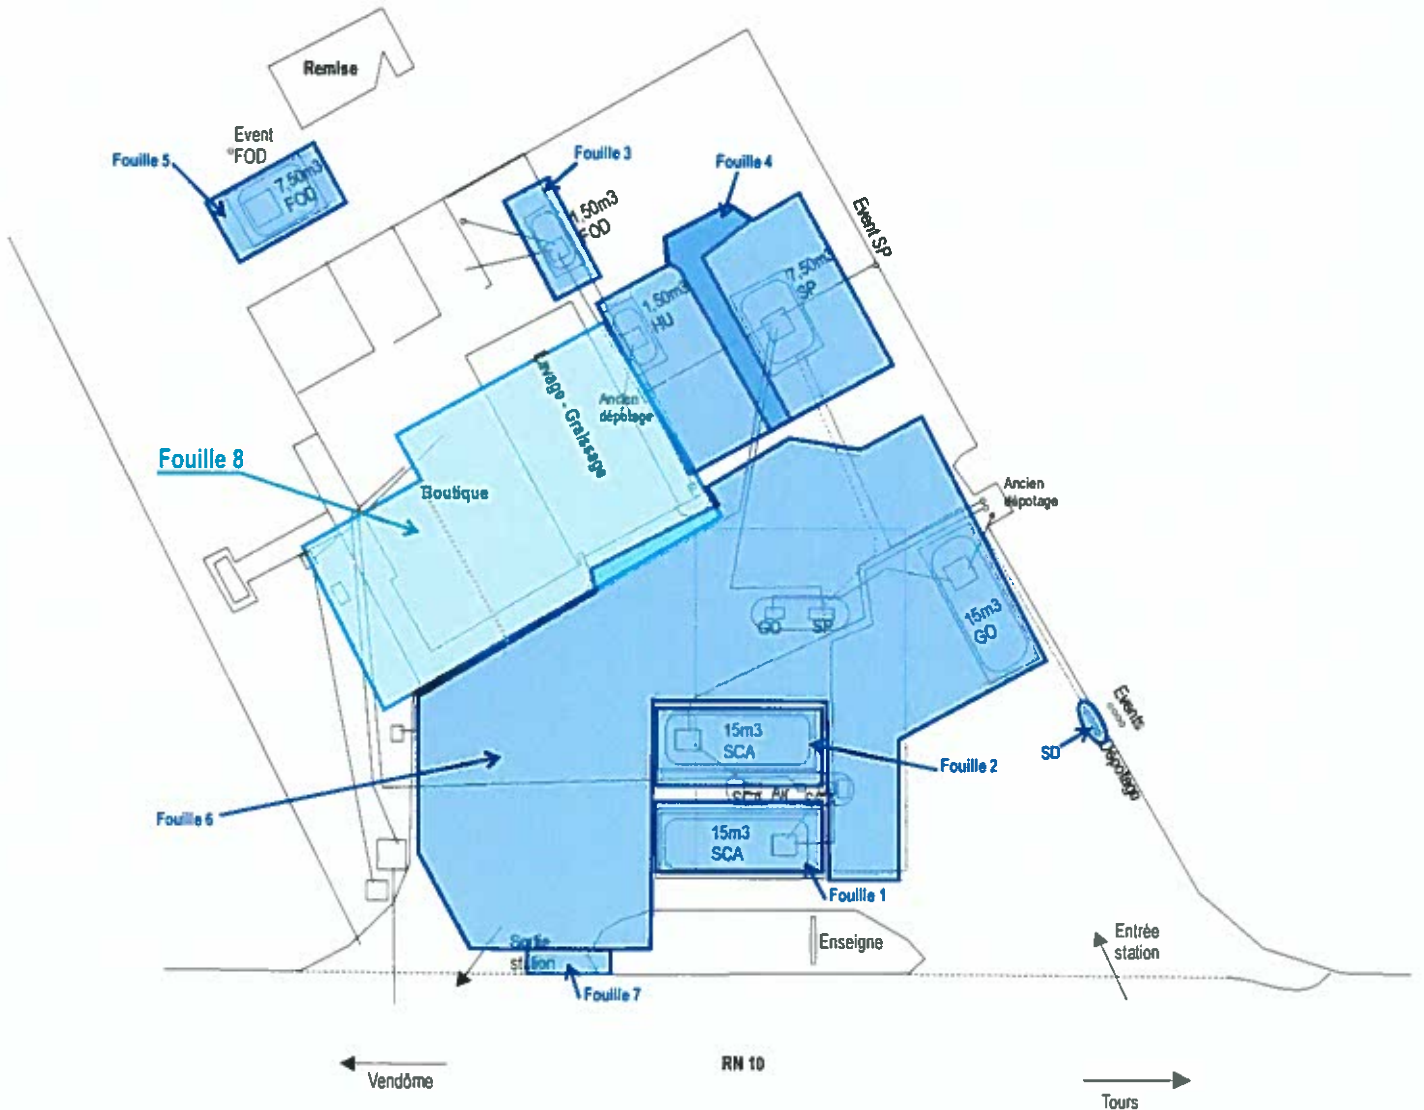 Remise
Event
FOD
Fouille 5
7,50m3
FOD
Fouille 3
1,50m3
FOD
Fouille 4
Event SP
7,50m3
SP
1,50m3
HU
Lavage - Graissage
Ancien
dépotage
Fouille 8
Boutique
Ancien
dépotage
15m3
GO
GO
SP
Events
Dépotage
SD
15m3
SCA
Fouille 2
Fouille 6
15m3
SCA
Fouille 1
Enseigne
Entrée
station
Sortie
station
Fouille 7
RN 10
Vendôme
Tours